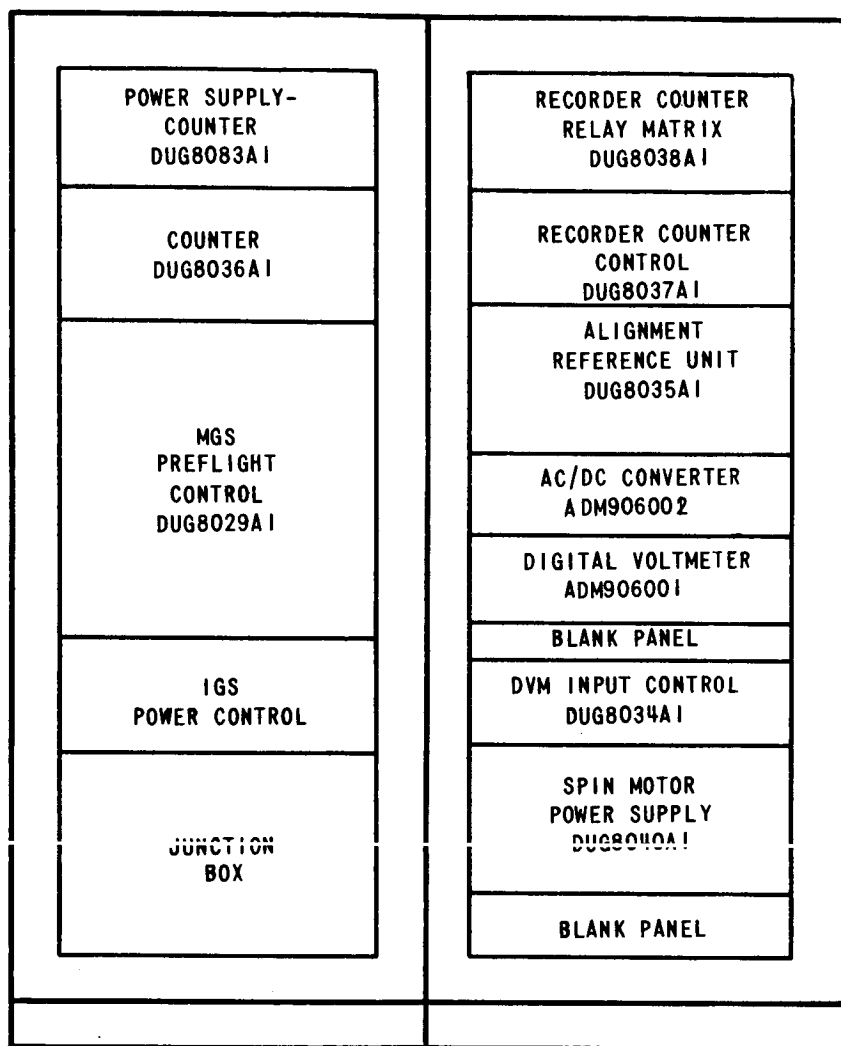 POWER SUPPLY-
COUNTER
DUG8083A1
COUNTER
DUG8036A1
MGS
PREFLIGHT
CONTROL
DUG8029A1
IGS
POWER CONTROL
JUNCTION
BOX
RECORDER COUNTER
RELAY MATRIX
DUG8038A1
RECORDER COUNTER
CONTROL
DUG8037A1
ALIGNMENT
REFERENCE UNIT
DUG8035A1
AC/DC CONVERTER
ADM906002
DIGITAL VOLTMETER
ADM906001
BLANK PANEL
DVM INPUT CONTROL
DUG8034A1
SPIN MOTOR
POWER SUPPLY
DUG8040A1
BLANK PANEL